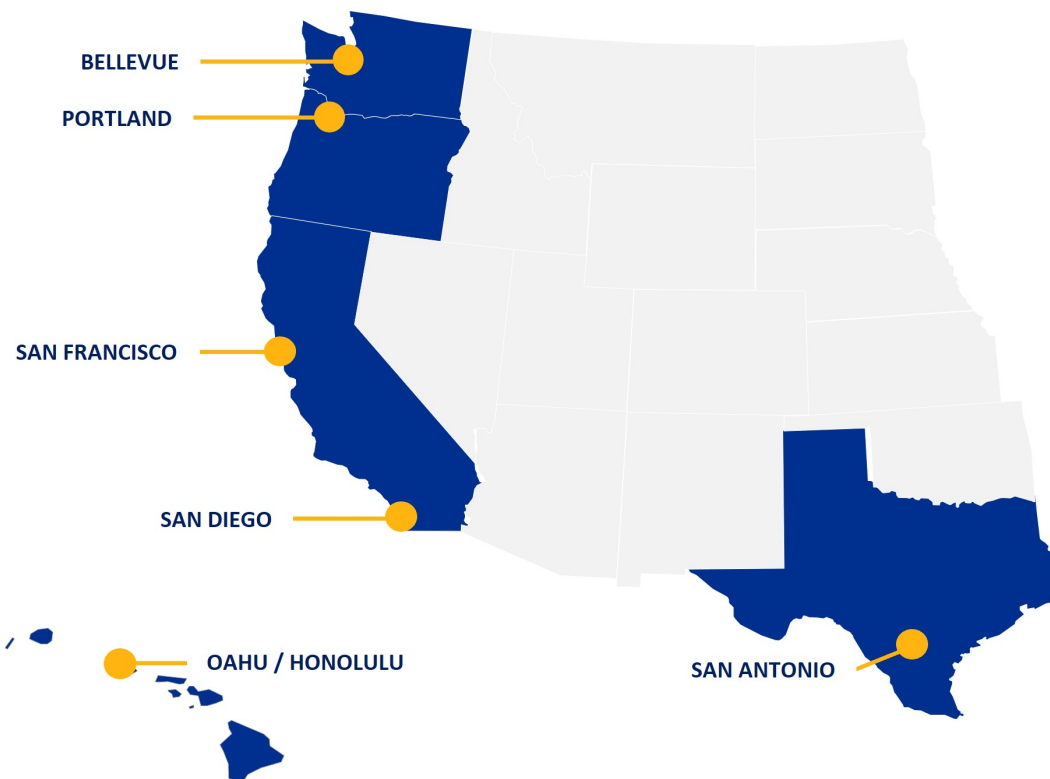 BELLEVUE
PORTLAND
SAN FRANCISCO
SAN DIEGO
OAHU / HONOLULU
SAN ANTONIO